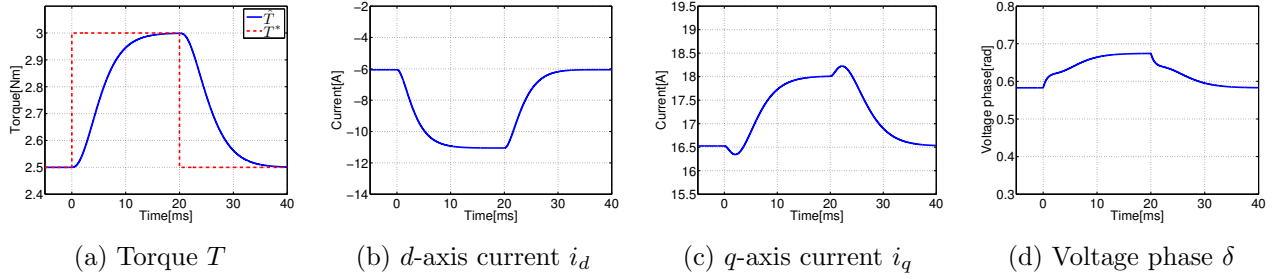 3
2.9
2.8
2.7
2.6
2.5
2.4
Torque[Nm]
0 10 20 30 40
Time[ms]
T̂
T*
−2
−4
−6
−8
−10
−12
−14
Current[A]
0 10 20 30 40
Time[ms]
19.5
19
18.5
18
17.5
17
16.5
16
15.5
Current[A]
0 10 20 30 40
Time[ms]
0.8
0.7
0.6
0.5
0.4
0.3
Voltage phase[rad]
0 10 20 30 40
Time[ms]
(a) Torque T
(b) d-axis current i_d
(c) q-axis current i_q
(d) Voltage phase δ